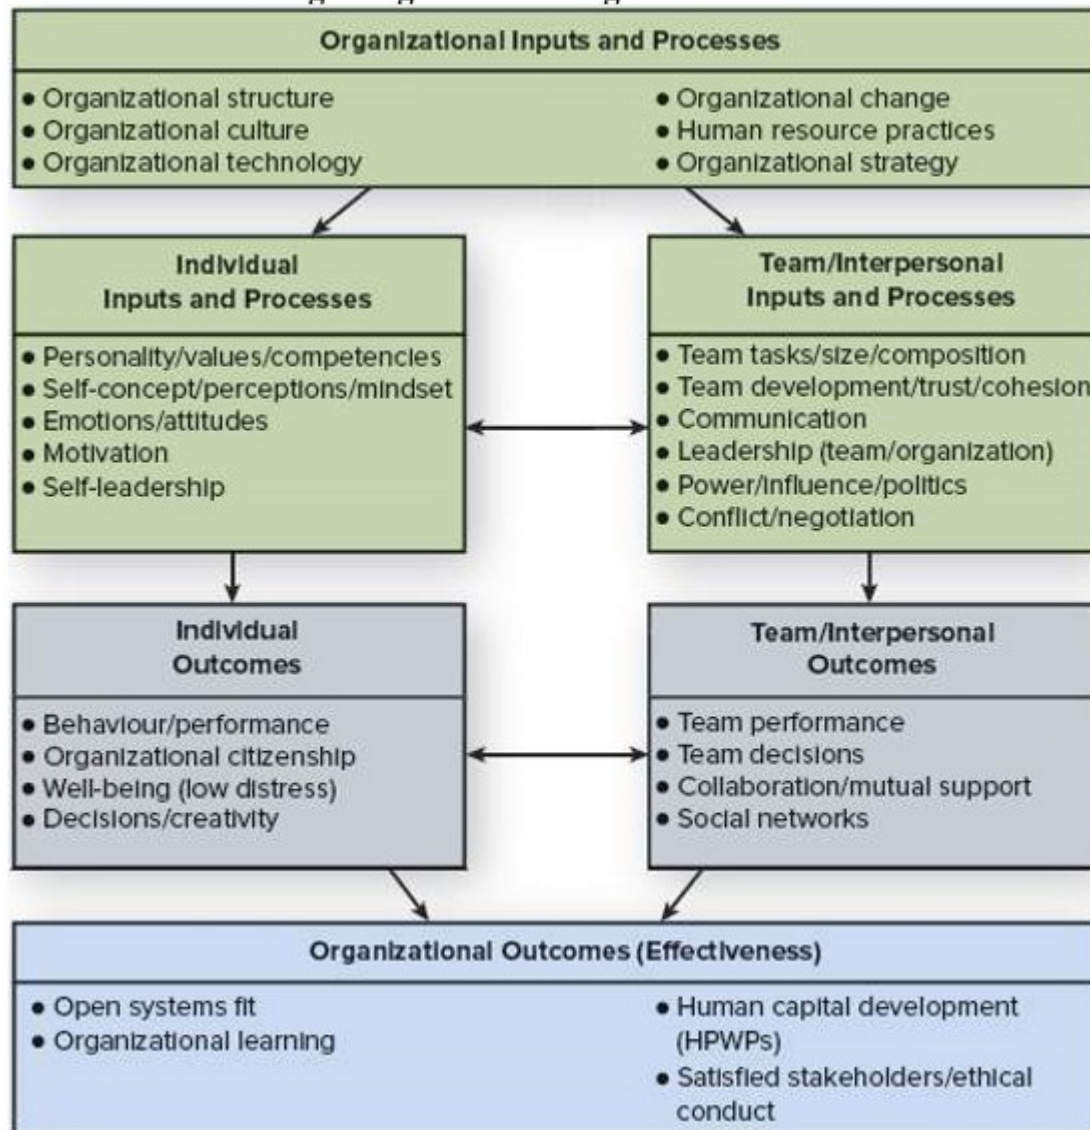 Organizational Inputs and Processes
● Organizational structure
● Organizational culture
● Organizational technology
● Organizational change
● Human resource practices
● Organizational strategy
Individual
Inputs and Processes
● Personality/values/competencies
● Self-concept/perceptions/mindset
● Emotions/attitudes
● Motivation
● Self-leadership
Team/Interpersonal
Inputs and Processes
● Team tasks/size/composition
● Team development/trust/cohesion
● Communication
● Leadership (team/organization)
● Power/influence/politics
● Conflict/negotiation
Individual
Outcomes
● Behaviour/performance
● Organizational citizenship
● Well-being (low distress)
● Decisions/creativity
Team/Interpersonal
Outcomes
● Team performance
● Team decisions
● Collaboration/mutual support
● Social networks
Organizational Outcomes (Effectiveness)
● Open systems fit
● Organizational learning
● Human capital development
(HPWPs)
● Satisfied stakeholders/ethical
conduct